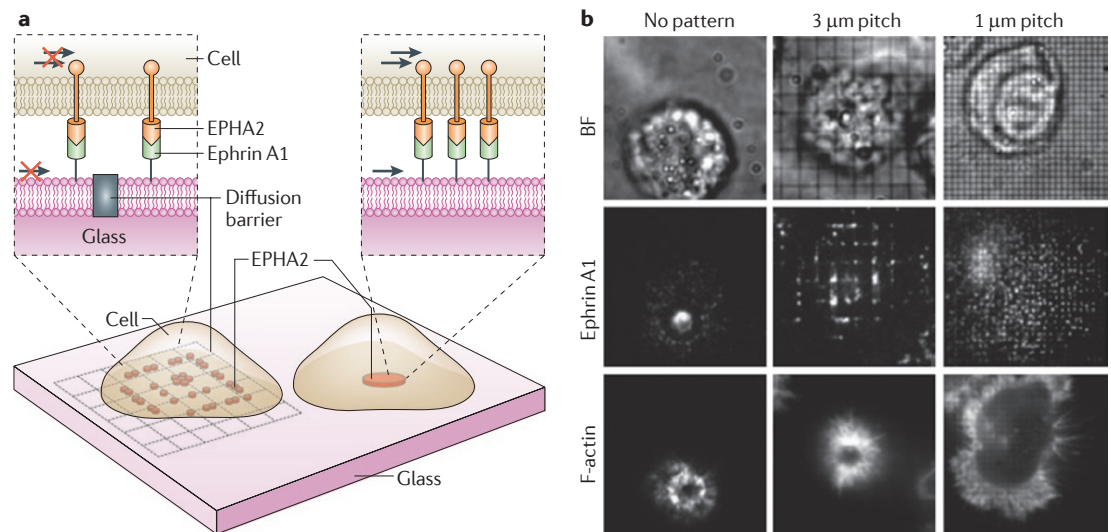 a
Cell
EPHA2
Ephrin A1
Diffusion
barrier
Glass
EPHA2
Cell
Glass
b
No pattern
3 μm pitch
1 μm pitch
BF
Ephrin A1
F-actin